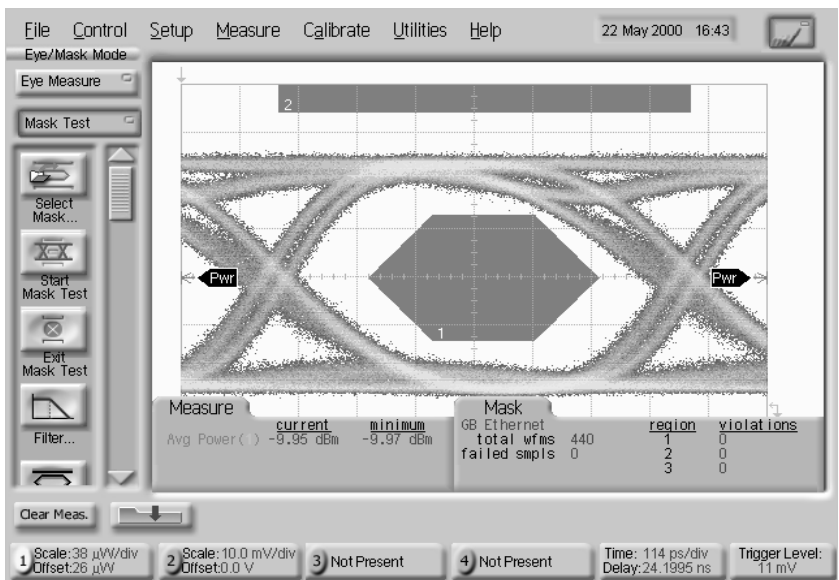 File Control Setup Measure Calibrate Utilities Help 22 May 2000 16:43
Eye/Mask Mode
Eye Measure
Mask Test
Select
Mask...
Start
Mask Test
Exit
Mask Test
Filter...
2
Pwr
Pwr
1
Measure
current minimum
Avg Power(1) -9.95 dBm -9.97 dBm
Mask
GB Ethernet region violations
total wfms 440 1 0
failed smpls 0 2 0
3 0
Clear Meas.
1 Scale:38 µW/div
Offset:26 µW
2 Scale:10.0 mV/div
Offset:0.0 V
3 Not Present
4 Not Present
Time: 114 ps/div
Delay:24.1995 ns
Trigger Level:
11 mV